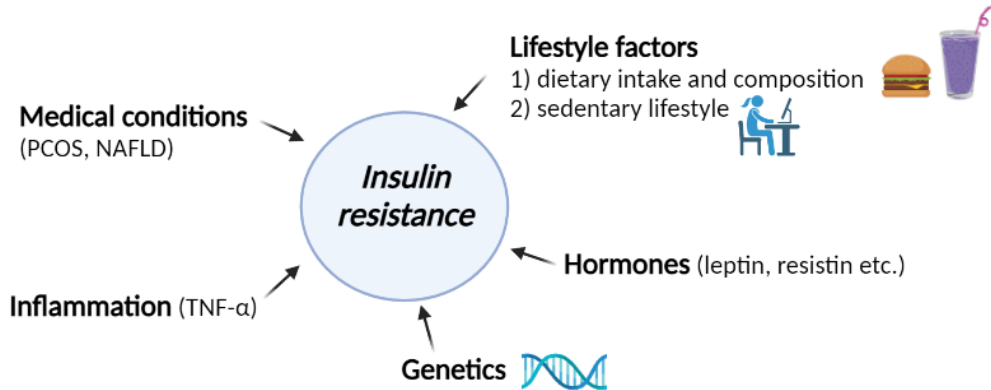 Lifestyle factors
1) dietary intake and composition
2) sedentary lifestyle
Medical conditions
(PCOS, NAFLD)
Insulin
resistance
Hormones (leptin, resistin etc.)
Inflammation (TNF-α)
Genetics